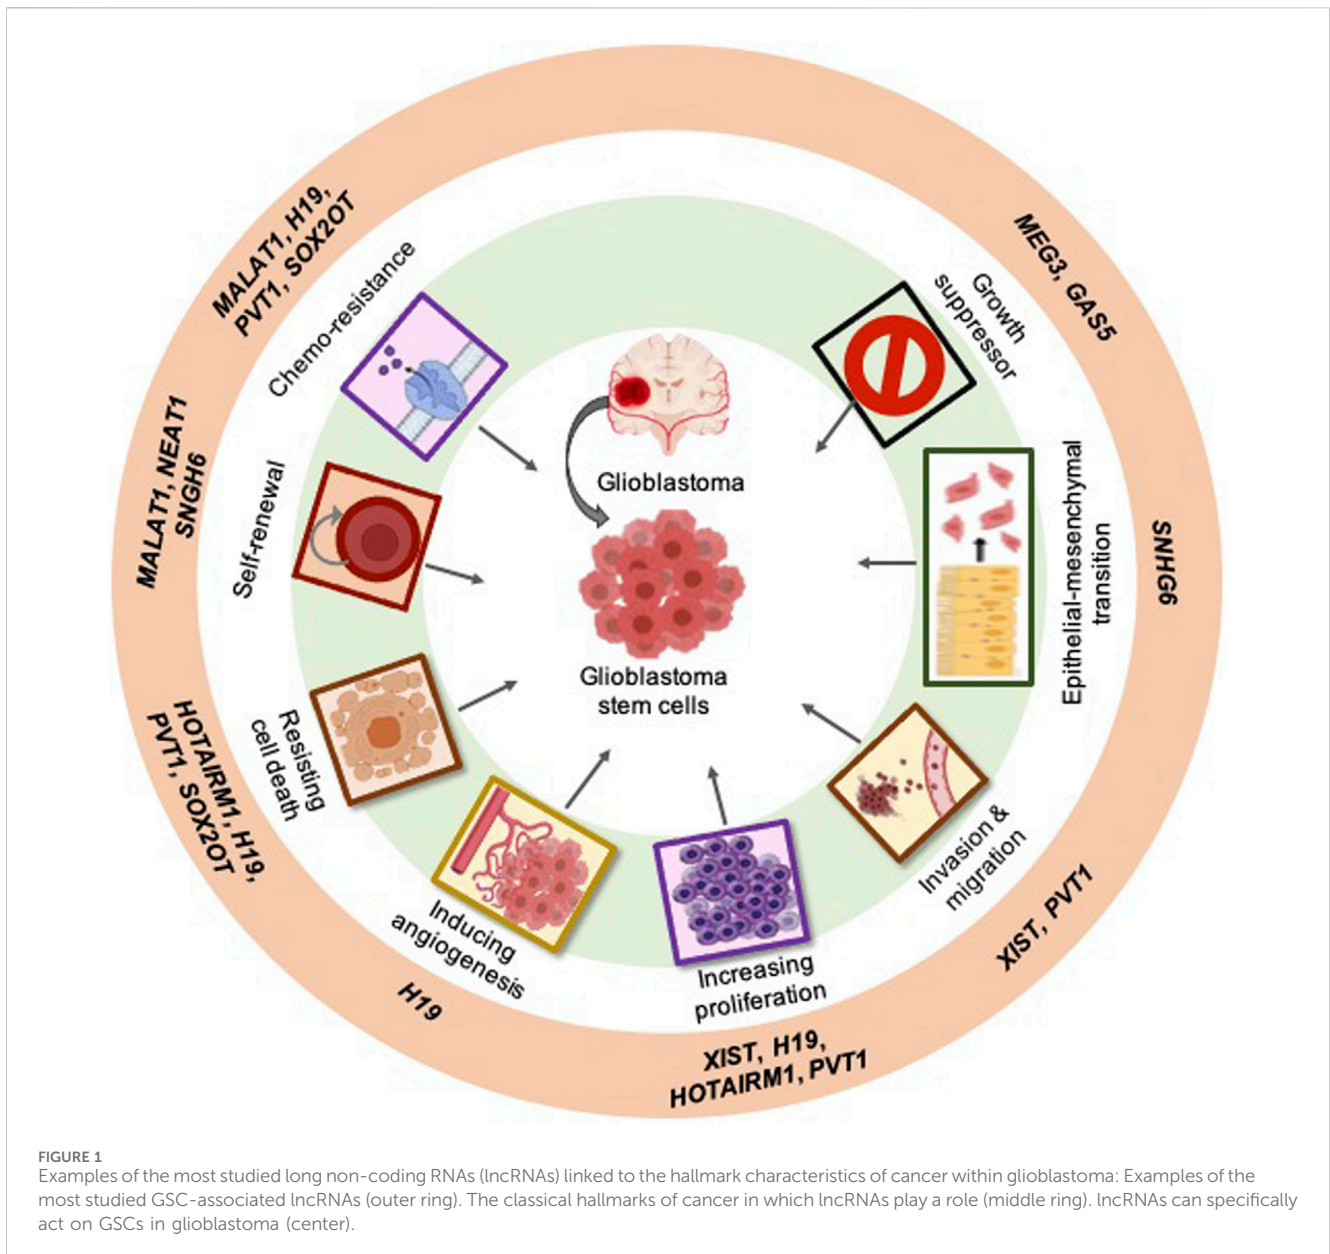 MALAT1, H19,
PVT1, SOX2OT
Chemo-resistance
MALAT1, NEAT1
SNGH6
Self-renewal
HOTAIRM1, H19,
PVT1, SOX2OT
Resisting
cell death
H19
Inducing
angiogenesis
XIST, H19,
HOTAIRM1, PVT1
Increasing
proliferation
XIST, PVT1
Invasion &
migration
SNHG6
Epithelial-mesenchymal
transition
MEG3, GAS5
Growth
suppressor
Glioblastoma
Glioblastoma
stem cells
FIGURE 1
Examples of the most studied long non-coding RNAs (lncRNAs) linked to the hallmark characteristics of cancer within glioblastoma: Examples of the
most studied GSC-associated lncRNAs (outer ring). The classical hallmarks of cancer in which lncRNAs play a role (middle ring). lncRNAs can specifically
act on GSCs in glioblastoma (center).